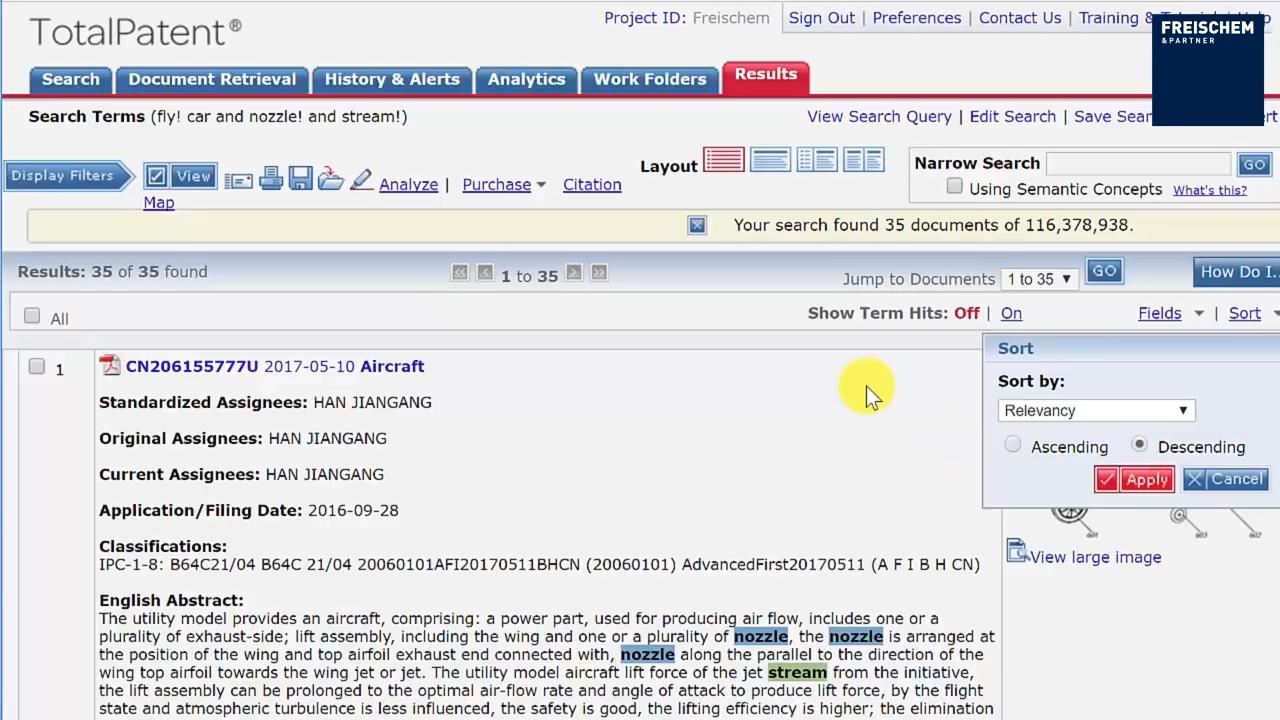 TotalPatent®
Project ID: Freischem
Sign Out | Preferences | Contact Us | Training &
FREISCHEM
& PARTNER
Search
Document Retrieval
History & Alerts
Analytics
Work Folders
Results
Search Terms (fly! car and nozzle! and stream!)
View Search Query | Edit Search | Save
Display Filters
View
Analyze | Purchase Citation
Map
Layout
Narrow Search
GO
Using Semantic Concepts What's this?
Your search found 35 documents of 116,378,938.
Results: 35 of 35 found
1 to 35
Jump to Documents 1 to 35 GO
How Do I..
All
Show Term Hits: Off | On
Fields | Sort
Sort
Sort by:
Relevancy
Ascending Descending
Apply Cancel
1
CN206155777U 2017-05-10 Aircraft
Standardized Assignees: HAN JIANGANG
Original Assignees: HAN JIANGANG
Current Assignees: HAN JIANGANG
Application/Filing Date: 2016-09-28
Classifications:
IPC-1-8: B64C21/04 B64C 21/04 20060101AFI20170511BHCN (20060101) AdvancedFirst20170511 (A F I B H CN)
View large image
English Abstract:
The utility model provides an aircraft, comprising: a power part, used for producing air flow, includes one or a
plurality of exhaust-side; lift assembly, including the wing and one or a plurality of nozzle, the nozzle is arranged at
the position of the wing and top airfoil exhaust end connected with, nozzle along the parallel to the direction of the
wing top airfoil towards the wing jet or jet. The utility model aircraft lift force of the jet stream from the initiative,
the lift assembly can be prolonged to the optimal air-flow rate and angle of attack to produce lift force, by the flight
state and atmospheric turbulence is less influenced, the safety is good, the lifting efficiency is higher; the elimination